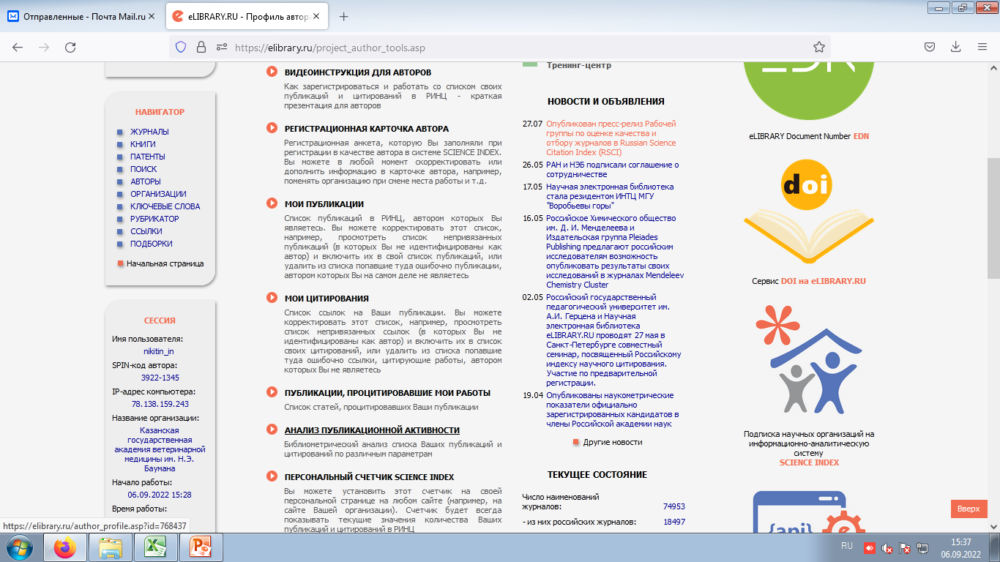 Отправленные - Почта Mail.ru
eLIBRARY.RU - Профиль автор
https://elibrary.ru/project_author_tools.asp
НАВИГАТОР
ЖУРНАЛЫ
КНИГИ
ПАТЕНТЫ
ПОИСК
АВТОРЫ
ОРГАНИЗАЦИИ
КЛЮЧЕВЫЕ СЛОВА
РУБРИКАТОР
ССЫЛКИ
ПОДБОРКИ
Начальная страница
СЕССИЯ
Имя пользователя:
nikitin_in
SPIN-код автора:
3922-1345
IP-адрес компьютера:
78.138.159.243
Название организации:
Казанская
государственная
академия ветеринарной
медицины им. Н.Э.
Баумана
Начало работы:
06.09.2022 15:28
Время работы:
ВИДЕОИНСТРУКЦИЯ ДЛЯ АВТОРОВ
Как зарегистрироваться и работать со списком своих
публикаций и цитирований в РИНЦ - краткая
презентация для авторов
РЕГИСТРАЦИОННАЯ КАРТОЧКА АВТОРА
Регистрационная анкета, которую Вы заполняли при
регистрации в качестве автора в системе SCIENCE INDEX.
Вы можете в любой момент скорректировать или
дополнить информацию в карточке автора, например,
поменять организацию при смене места работы и т.д.
МОИ ПУБЛИКАЦИИ
Список публикаций в РИНЦ, автором которых Вы
являетесь. Вы можете корректировать этот список,
например, просмотреть список непривязанных
публикаций (в которых Вы не идентифицированы как
автор) и включить их в свой список публикаций, или
удалить из списка попавшие туда ошибочно публикации,
автором которых Вы на самом деле не являетесь
МОИ ЦИТИРОВАНИЯ
Список ссылок на Ваши публикации. Вы можете
корректировать этот список, например, просмотреть
список непривязанных ссылок (в которых Вы не
идентифицированы как автор) и включить их в список
своих цитирований, или удалить из списка попавшие
туда ошибочно ссылки, цитирующие работы, автором
которых Вы не являетесь
ПУБЛИКАЦИИ, ПРОЦИТИРОВАВШИЕ МОИ РАБОТЫ
Список статей, процитировавших Ваши публикации
АНАЛИЗ ПУБЛИКАЦИОННОЙ АКТИВНОСТИ
Библиометрический анализ списка Ваших публикаций и
цитирований по различным параметрам
ПЕРСОНАЛЬНЫЙ СЧЕТЧИК SCIENCE INDEX
Вы можете установить этот счетчик на своей
персональной странице на любом сайте (например, на
сайте Вашей организации). Счетчик будет всегда
показывать текущие значения количества Ваших
публикаций и цитирований в РИНЦ
Тренинг-центр
НОВОСТИ И ОБЪЯВЛЕНИЯ
27.07 Опубликован пресс-релиз Рабочей
группы по оценке качества и
отбору журналов в Russian Science
Citation Index (RSCI)
26.05 РАН и НЭБ подписали соглашение о
сотрудничестве
17.05 Научная электронная библиотека
стала резидентом ИНТЦ МГУ
"Воробьевы горы"
16.05 Российское Химического общество
им. Д. И. Менделеева и
Издательская группа Pleiades
Publishing предлагают российским
исследователям возможность
опубликовать результаты своих
исследований в журналах Mendeleev
Chemistry Cluster
02.05 Российский государственный
педагогический университет им.
А.И. Герцена и Научная
электронная библиотека
eLIBRARY.RU проводят 27 мая в
Санкт-Петербурге совместный
семинар, посвященный Российскому
индексу научного цитирования.
Участие по предварительной
регистрации.
19.04 Опубликованы наукометрические
показатели официально
зарегистрированных кандидатов в
члены Российской академии наук
Другие новости
ТЕКУЩЕЕ СОСТОЯНИЕ
Число наименований
журналов: 74953
- из них российских журналов: 18497
eLIBRARY Document Number EDN
doi
Сервис DOI на eLIBRARY.RU
Подписка научных организаций на
информационно-аналитическую
систему
SCIENCE INDEX
{api}
Вверх
https://elibrary.ru/author_profile.asp?id=768437
RU
15:37
06.09.2022